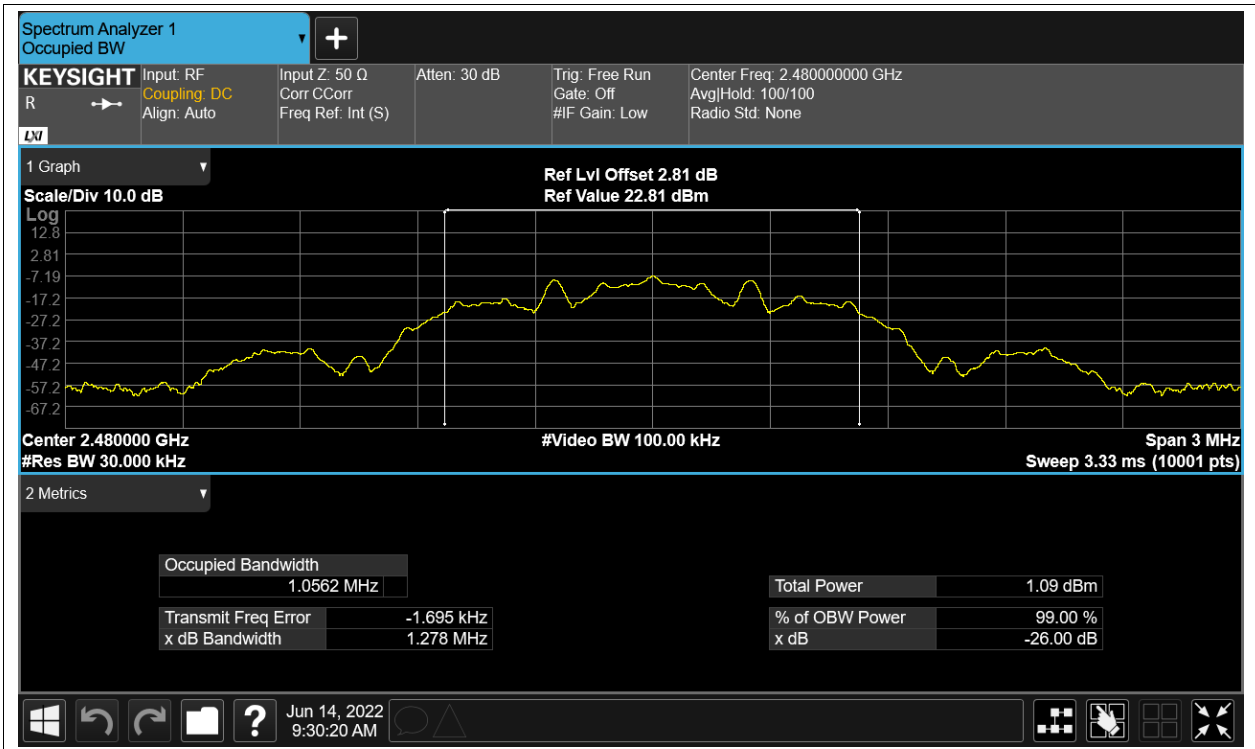 Spectrum Analyzer 1
Occupied BW
KEYSIGHT
R
LXI
Input: RF
Coupling: DC
Align: Auto
Input Z: 50 Ω
Corr CCorr
Freq Ref: Int (S)
Atten: 30 dB
Trig: Free Run
Gate: Off
#IF Gain: Low
Center Freq: 2.480000000 GHz
Avg|Hold: 100/100
Radio Std: None
1 Graph
Scale/Div 10.0 dB
Ref Lvl Offset 2.81 dB
Ref Value 22.81 dBm
Log
12.8
2.81
-7.19
-17.2
-27.2
-37.2
-47.2
-57.2
-67.2
Center 2.480000 GHz
#Video BW 100.00 kHz
Span 3 MHz
#Res BW 30.000 kHz
Sweep 3.33 ms (10001 pts)
2 Metrics
Occupied Bandwidth
1.0562 MHz
Total Power 1.09 dBm
Transmit Freq Error -1.695 kHz
% of OBW Power 99.00 %
x dB Bandwidth 1.278 MHz
x dB -26.00 dB
?
Jun 14, 2022
9:30:20 AM